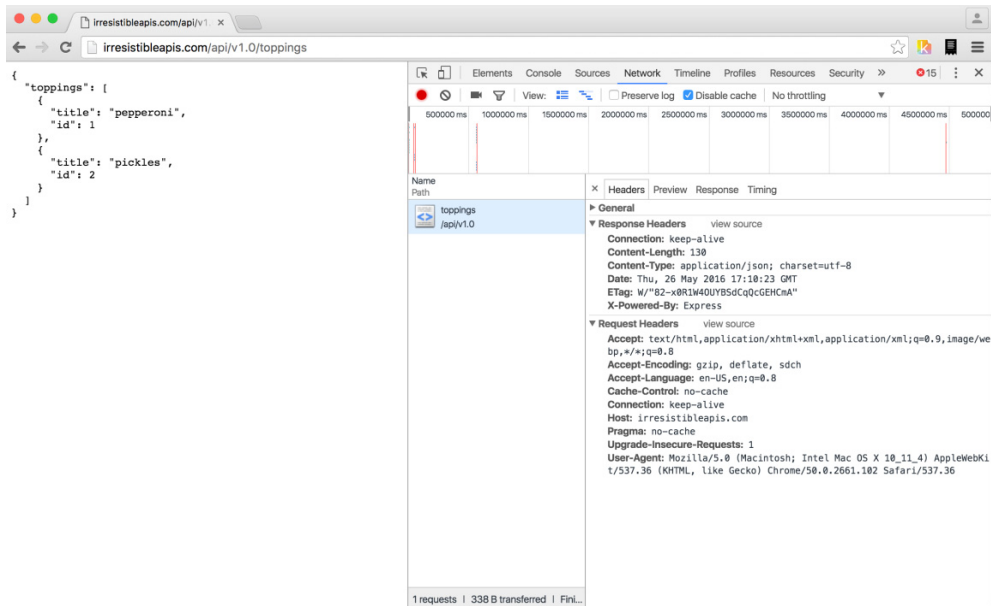 irresistibleapis.com/api/v1
irresistibleapis.com/api/v1.0/toppings
{
"toppings": [
{
"title": "pepperoni",
"id": 1
},
{
"title": "pickles",
"id": 2
}
]
}
Elements Console Sources Network Timeline Profiles Resources Security » 15
View: Preserve log Disable cache No throttling
500000 ms 1000000 ms 1500000 ms 2000000 ms 2500000 ms 3000000 ms 3500000 ms 4000000 ms 4500000 ms 500000
Name
Path
toppings
/api/v1.0
× Headers Preview Response Timing
General
Response Headers view source
Connection: keep-alive
Content-Length: 130
Content-Type: application/json; charset=utf-8
Date: Thu, 26 May 2016 17:10:23 GMT
ETag: W/"82-x0R1W4OUYBSdCqQcGEHCmA"
X-Powered-By: Express
Request Headers view source
Accept: text/html,application/xhtml+xml,application/xml;q=0.9,image/we
bp,*/*;q=0.8
Accept-Encoding: gzip, deflate, sdch
Accept-Language: en-US,en;q=0.8
Cache-Control: no-cache
Connection: keep-alive
Host: irresistibleapis.com
Pragma: no-cache
Upgrade-Insecure-Requests: 1
User-Agent: Mozilla/5.0 (Macintosh; Intel Mac OS X 10_11_4) AppleWebKi
t/537.36 (KHTML, like Gecko) Chrome/50.0.2661.102 Safari/537.36
1 requests | 338 B transferred | Fini...